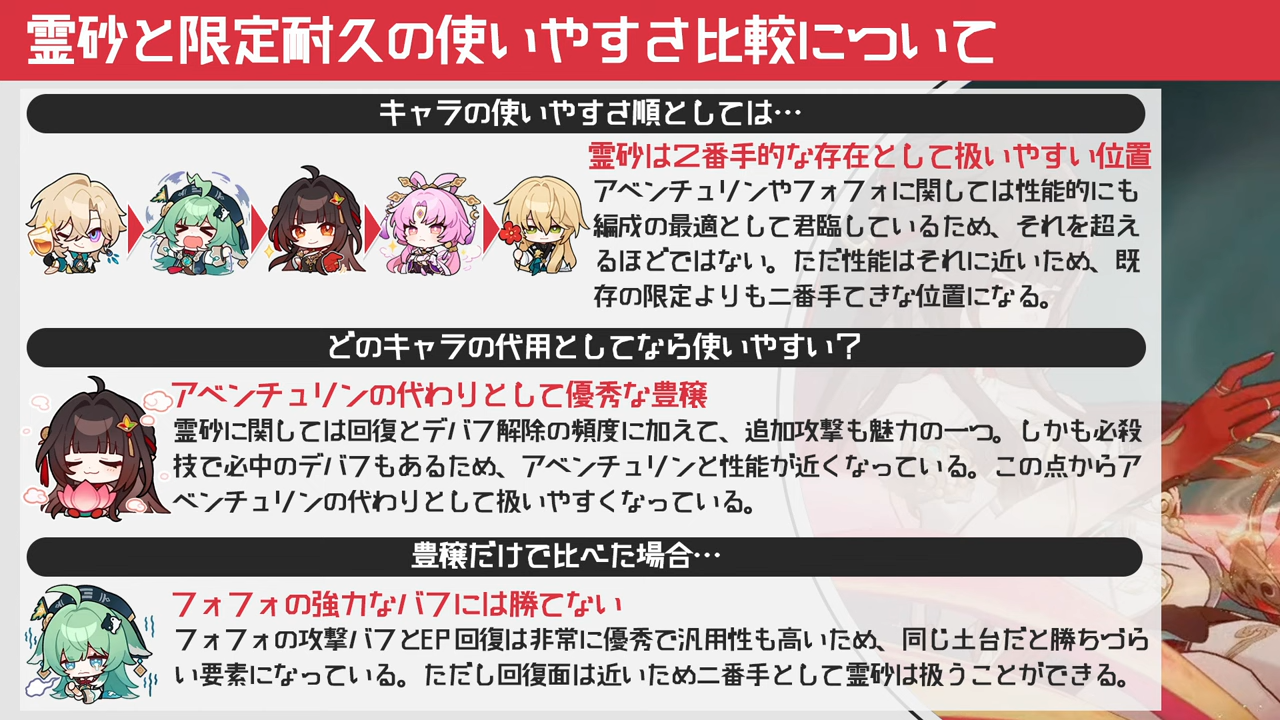 霊砂と限定耐久の使いやすさ比較について
キャラの使いやすさ順としては…
霊砂は2番手的な存在として扱いやすい位置
アベンチュリンやフォフォに関しては性能的にも
編成の最適として君臨しているため、それを超え
るほどではない。ただ性能はそれに近いため、既
存の限定よりも二番手てきな位置になる。
どのキャラの代用としてなら使いやすい？
アベンチュリンの代わりとして優秀な豊穣
霊砂に関しては回復とデバフ解除の頻度に加えて、追加攻撃も魅力の一つ。しかも必殺
技で必中のデバフもあるため、アベンチュリンと性能が近くなっている。この点からア
ベンチュリンの代わりとして扱いやすくなっている。
豊穣だけで比べた場合…
フォフォの強力なバフには勝てない
フォフォの攻撃バフとEP回復は非常に優秀で汎用性も高いため、同じ土台だと勝ちづら
い要素になっている。ただし回復面は近いため二番手として霊砂は扱うことができる。